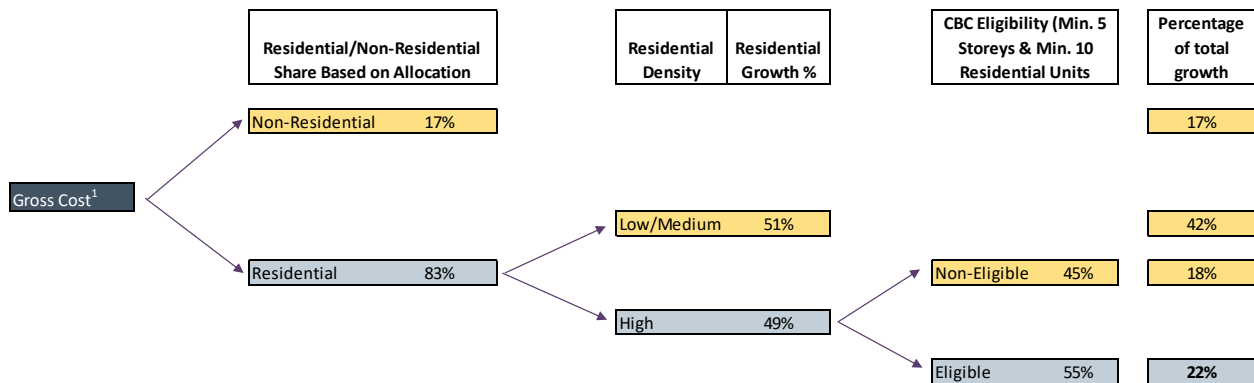 Residential/Non-Residential
Share Based on Allocation
Residential
Density
Residential
Growth %
CBC Eligibility (Min. 5
Storeys & Min. 10
Residential Units
Percentage
of total
growth
Non-Residential 17%
17%
Gross Cost1
Low/Medium 51%
42%
Residential 83%
Non-Eligible 45%
18%
High 49%
Eligible 55%
22%